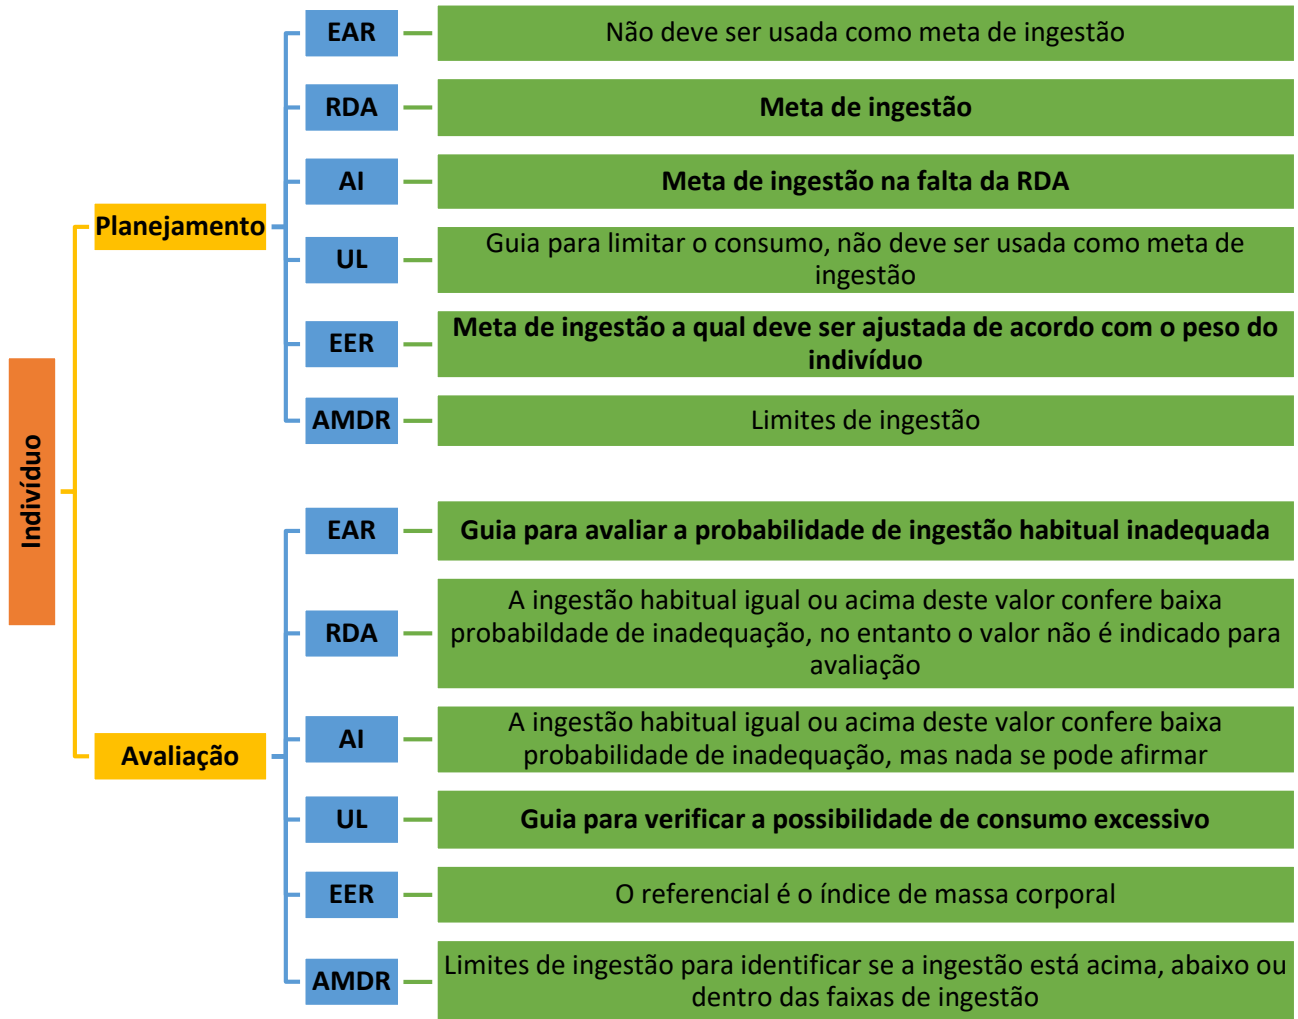 Indivíduo
Planejamento
EAR
Não deve ser usada como meta de ingestão
RDA
Meta de ingestão
AI
Meta de ingestão na falta da RDA
UL
Guia para limitar o consumo, não deve ser usada como meta de
ingestão
EER
Meta de ingestão a qual deve ser ajustada de acordo com o peso do
indivíduo
AMDR
Limites de ingestão
Avaliação
EAR
Guia para avaliar a probabilidade de ingestão habitual inadequada
RDA
A ingestão habitual igual ou acima deste valor confere baixa
probabildade de inadequação, no entanto o valor não é indicado para
avaliação
AI
A ingestão habitual igual ou acima deste valor confere baixa
probabilidade de inadequação, mas nada se pode afirmar
UL
Guia para verificar a possibilidade de consumo excessivo
EER
O referencial é o índice de massa corporal
AMDR
Limites de ingestão para identificar se a ingestão está acima, abaixo ou
dentro das faixas de ingestão